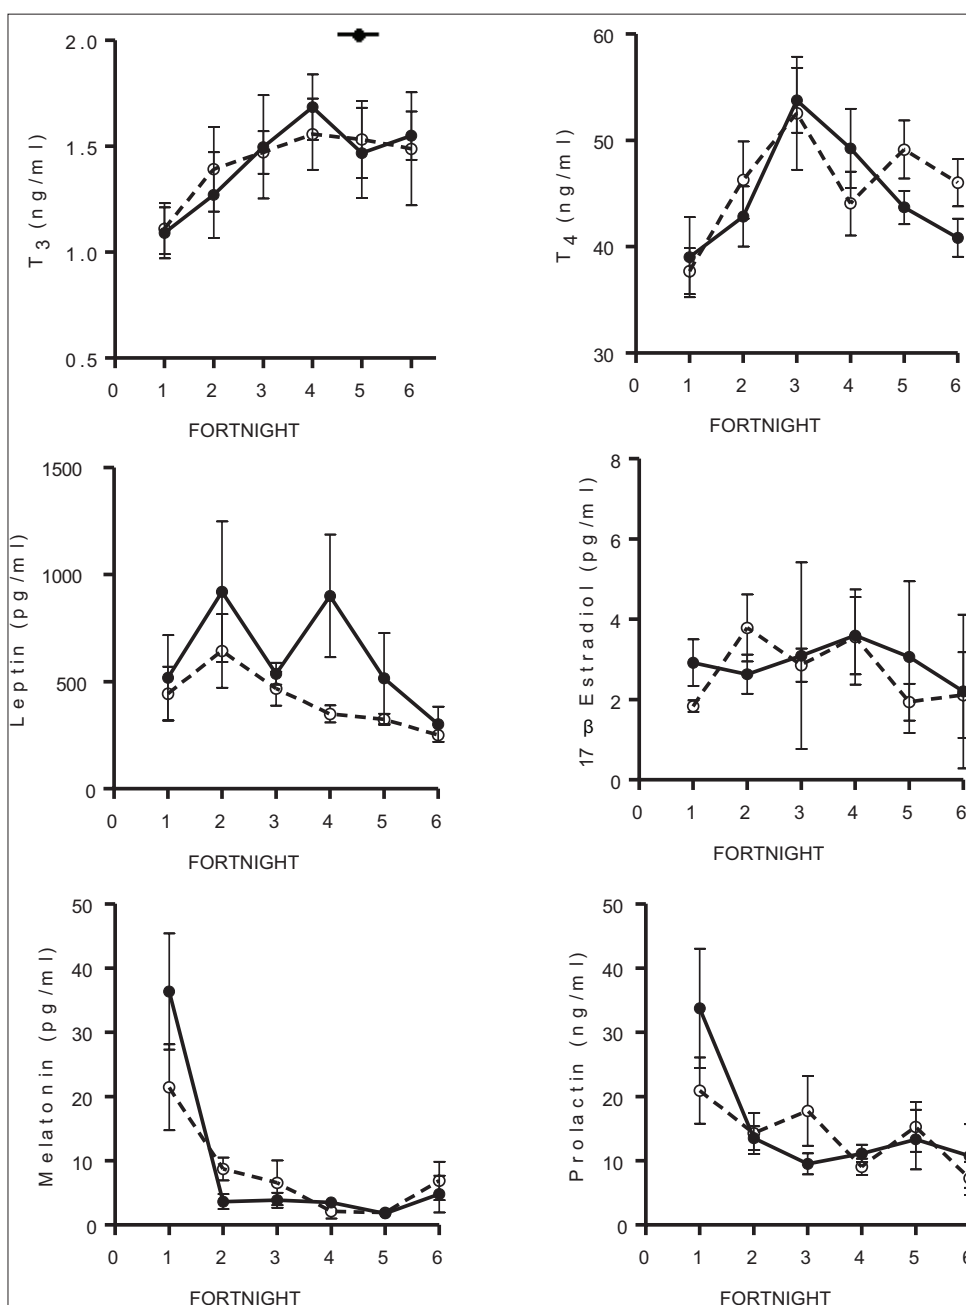 2.0
1.5
1.0
0.5
T3 (ng/ml)
0 1 2 3 4 5 6
FORTNIGHT
60
50
40
30
T4 (ng/ml)
0 1 2 3 4 5 6
FORTNIGHT
1500
1000
500
0
Leptin (pg/ml)
0 1 2 3 4 5 6
FORTNIGHT
8
6
4
2
0
17 β Estradiol (pg/ml)
0 1 2 3 4 5 6
FORTNIGHT
50
40
30
20
10
0
Melatonin (pg/ml)
0 1 2 3 4 5 6
FORTNIGHT
50
40
30
20
10
0
Prolactin (ng/ml)
0 1 2 3 4 5 6
FORTNIGHT